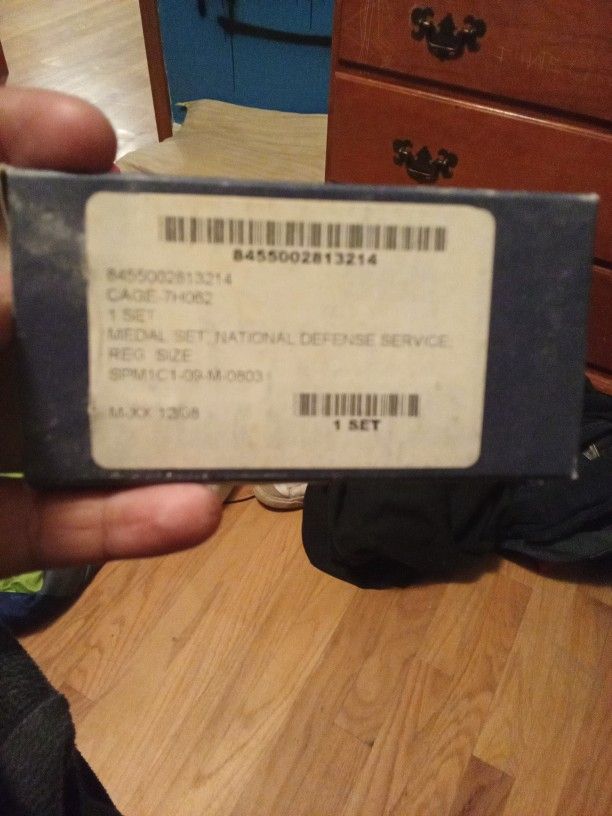 8455002813214
8455002813214
CAGE-7H062
1 SET
MEDAL SET, NATIONAL DEFENSE SERVICE,
REG. SIZE
SPM1C1-09-M-0803
M-XX 12/08
1 SET